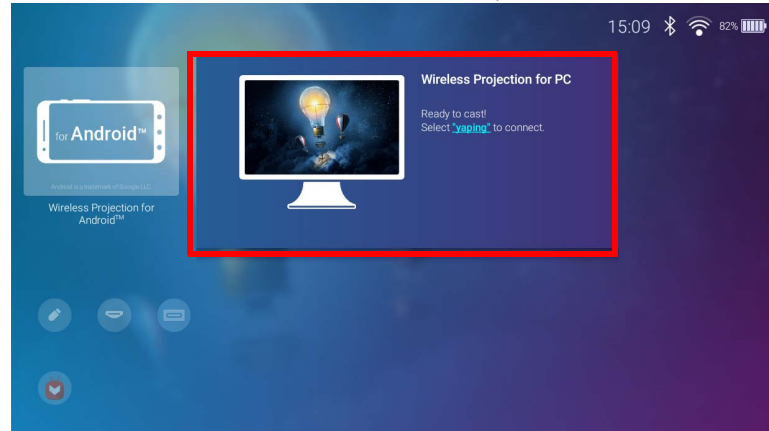 15:09 82%
for Android™
Android is a trademark of Google LLC.
Wireless Projection for
Android™
Wireless Projection for PC
Ready to cast!
Select "yaping" to connect.